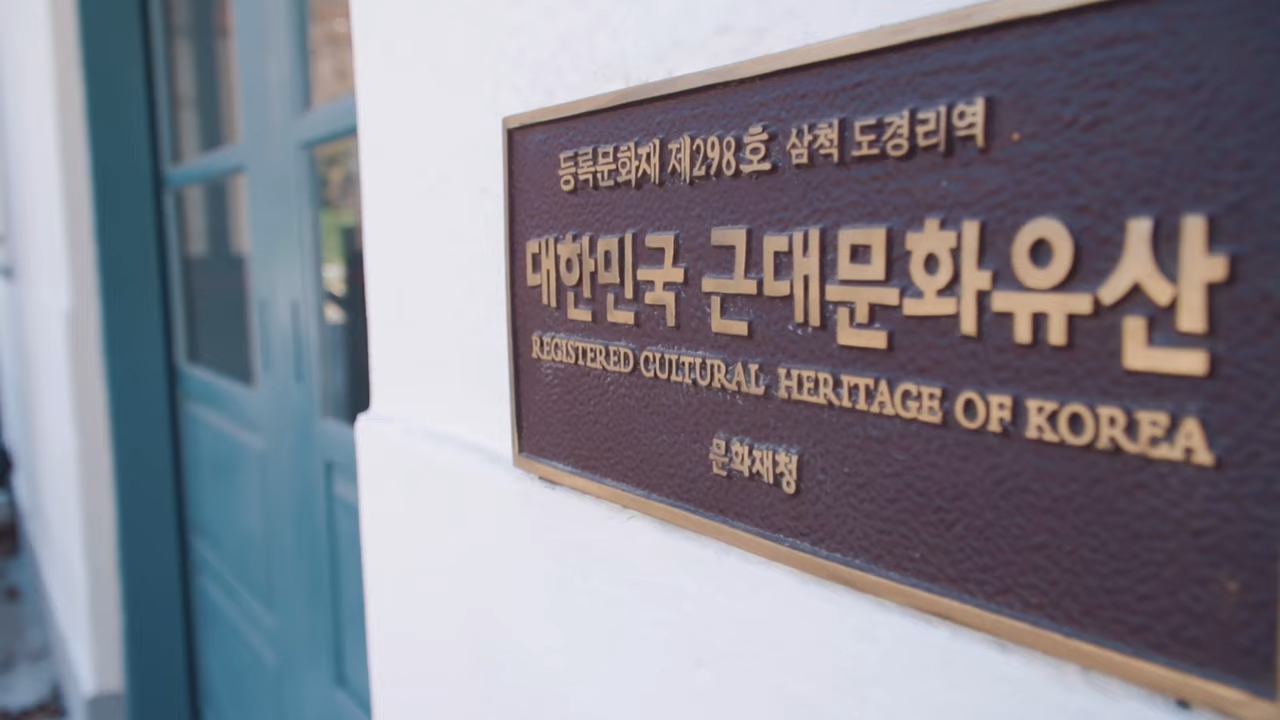 등록문화재 제298호 삼척 도경리역
대한민국 근대문화유산
REGISTERED CULTURAL HERITAGE OF KOREA
문화재청